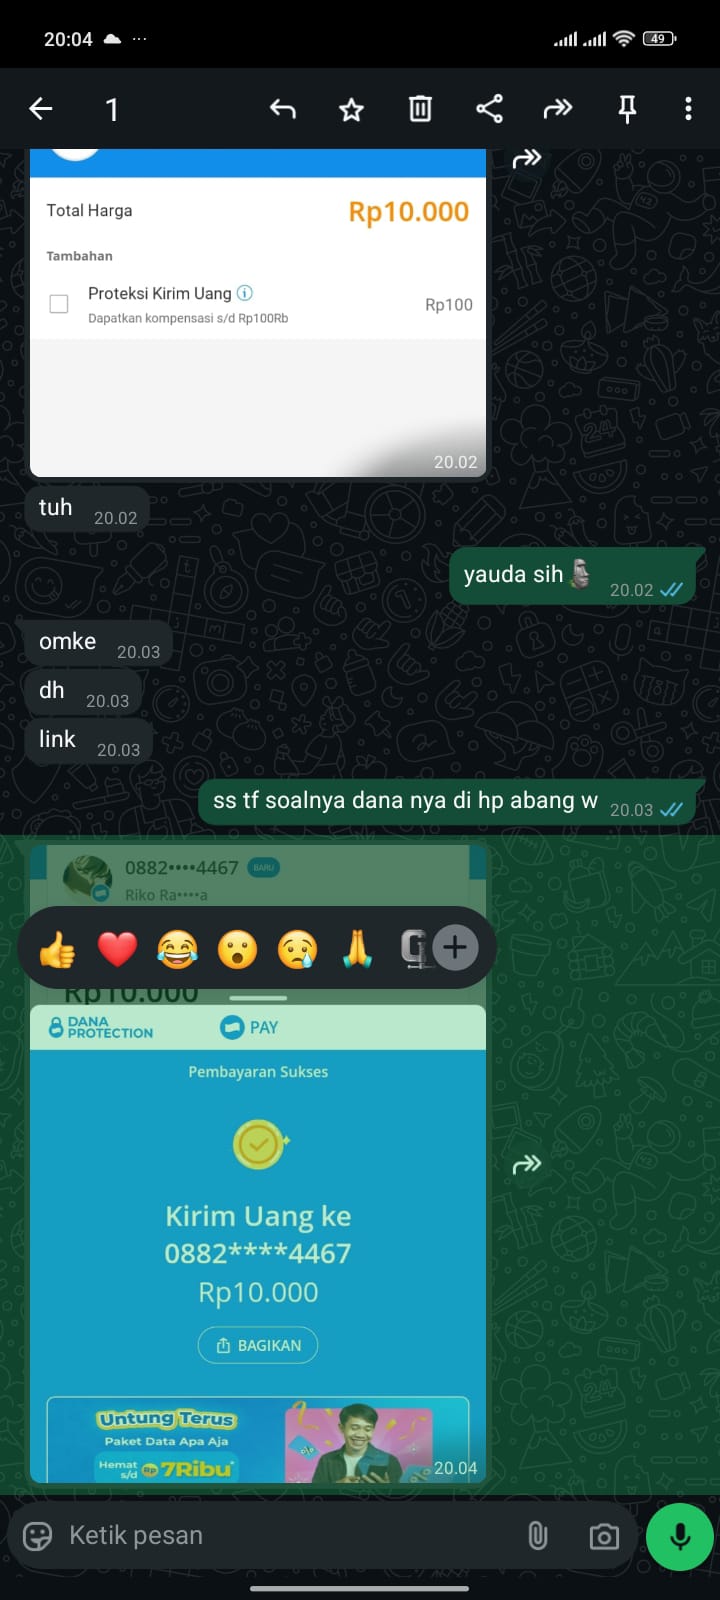 20:04
49
1
Total Harga
Rp10.000
Tambahan
Proteksi Kirim Uang
Rp100
Dapatkan kompensasi s/d Rp100Rb
20.02
tuh 20.02
yauda sih🗿 20.02
omke 20.03
dh 20.03
link 20.03
ss tf soalnya dana nya di hp abang w 20.03
0882••••4467 BARU
Riko Ra••••a
Rp10.000
DANA PROTECTION
PAY
Pembayaran Sukses
Kirim Uang ke
0882****4467
Rp10.000
BAGIKAN
Untung Terus
Paket Data Apa Aja
Hemat s/d Rp 7Ribu*
20.04
Ketik pesan